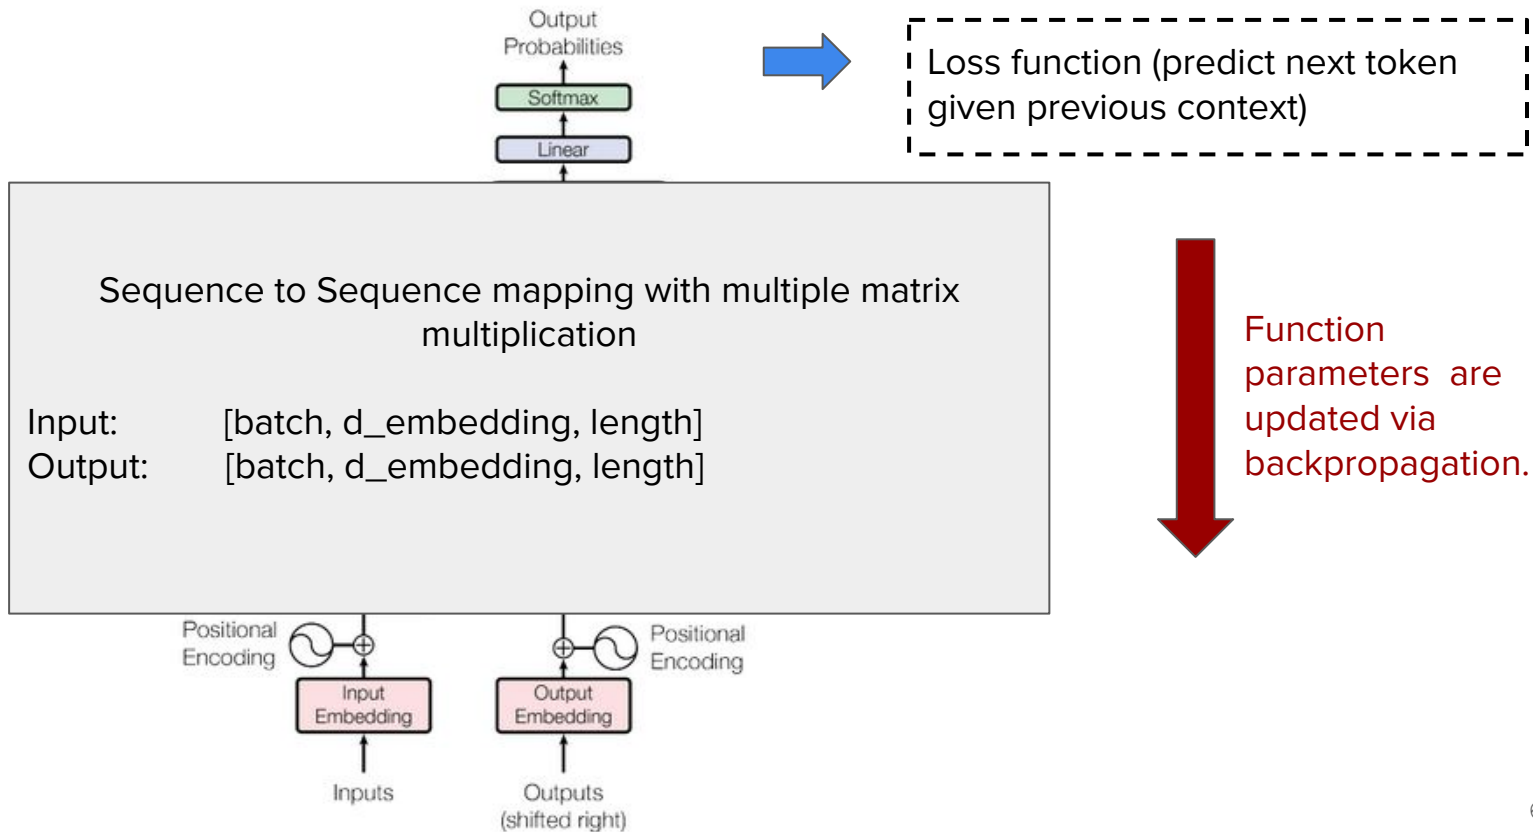 Output
Probabilities
Softmax
Linear
Loss function (predict next token
given previous context)
Sequence to Sequence mapping with multiple matrix
multiplication
Input: [batch, d_embedding, length]
Output: [batch, d_embedding, length]
Function
parameters are
updated via
backpropagation.
Positional
Encoding
Positional
Encoding
Input
Embedding
Output
Embedding
Inputs
Outputs
(shifted right)